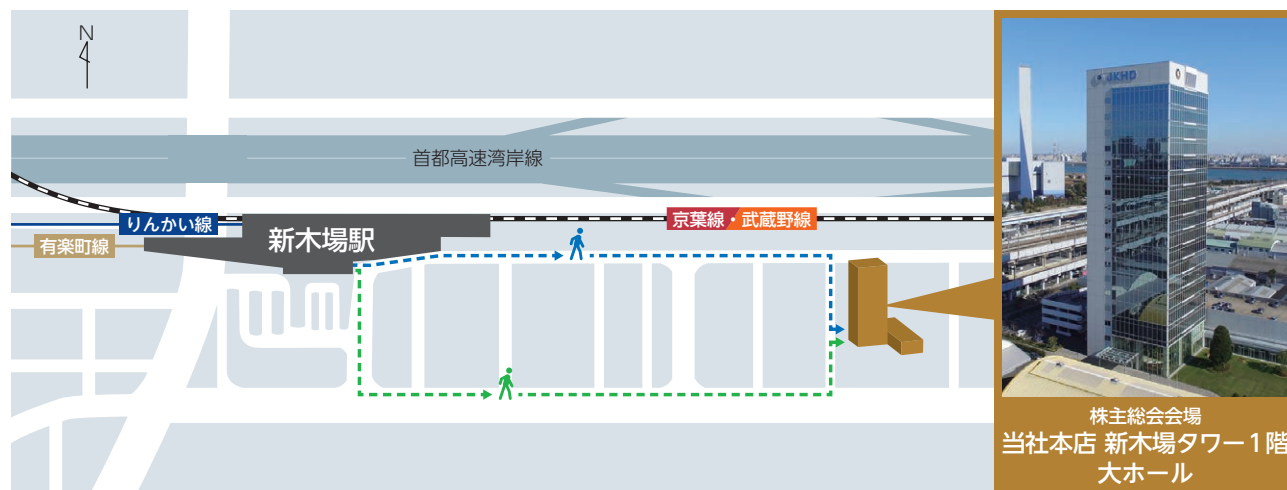 N
首都高速湾岸線
りんかい線
京葉線・武蔵野線
有楽町線
新木場駅
JKHD
株主総会会場
当社本店 新木場タワー1階
大ホール